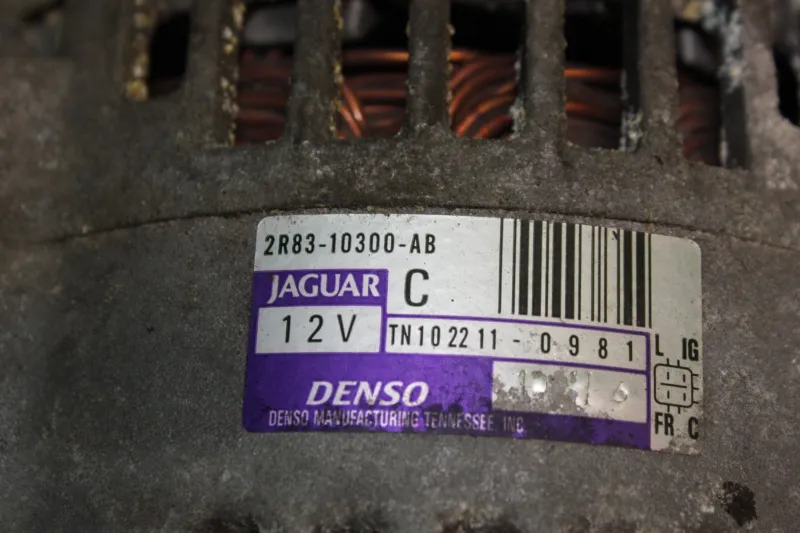 2R83-10300-AB
JAGUAR C
12V
TN102211-0981
L IG
DENSO
DENSO MANUFACTURING TENNESSEE, INC.
FR C